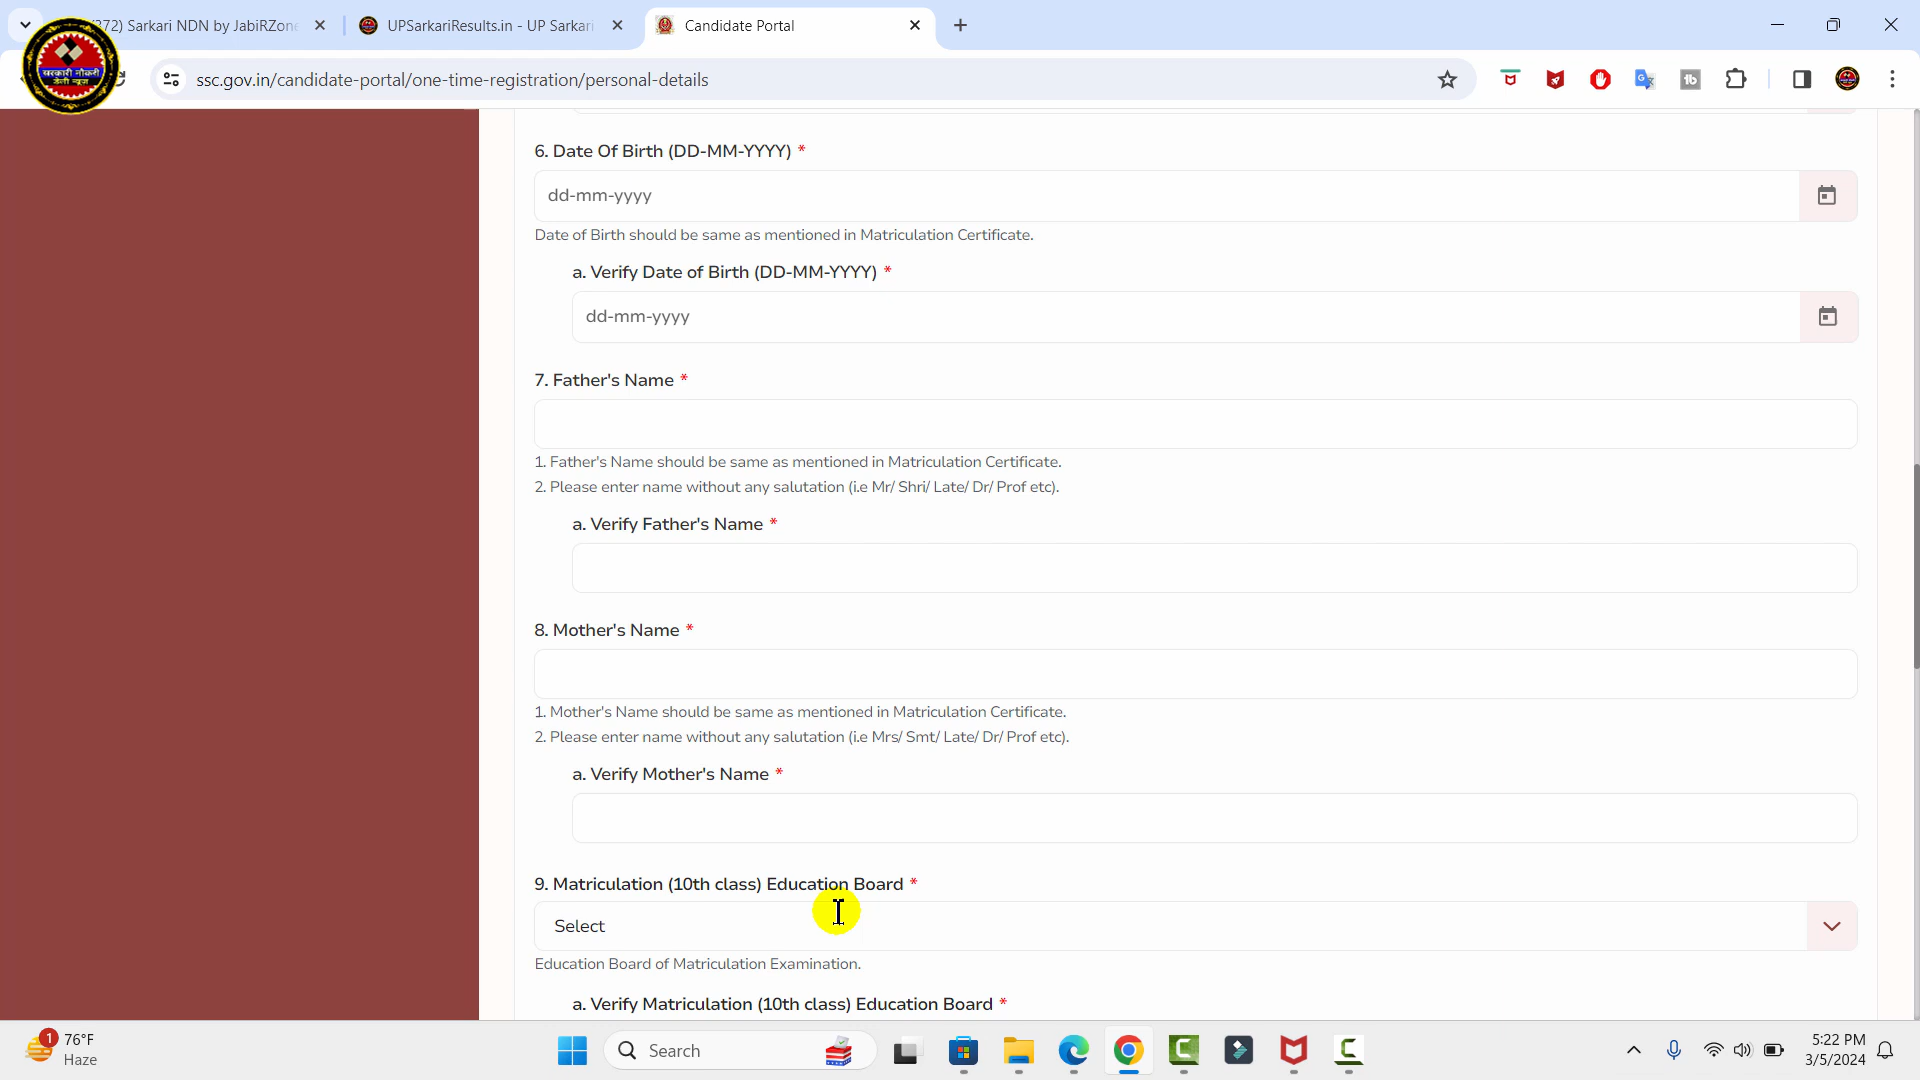 (372) Sarkari NDN by JabiRZone
UPSarkariResults.in - UP Sarkari
Candidate Portal
ssc.gov.in/candidate-portal/one-time-registration/personal-details
सरकारी नौकरी
डेली न्यूज़
6. Date Of Birth (DD-MM-YYYY) *
dd-mm-yyyy
Date of Birth should be same as mentioned in Matriculation Certificate.
a. Verify Date of Birth (DD-MM-YYYY) *
dd-mm-yyyy
7. Father's Name *
1. Father's Name should be same as mentioned in Matriculation Certificate.
2. Please enter name without any salutation (i.e Mr/ Shri/ Late/ Dr/ Prof etc).
a. Verify Father's Name *
8. Mother's Name *
1. Mother's Name should be same as mentioned in Matriculation Certificate.
2. Please enter name without any salutation (i.e Mrs/ Smt/ Late/ Dr/ Prof etc).
a. Verify Mother's Name *
9. Matriculation (10th class) Education Board *
Select
Education Board of Matriculation Examination.
a. Verify Matriculation (10th class) Education Board *
1
76°F
Haze
Search
5:22 PM
3/5/2024